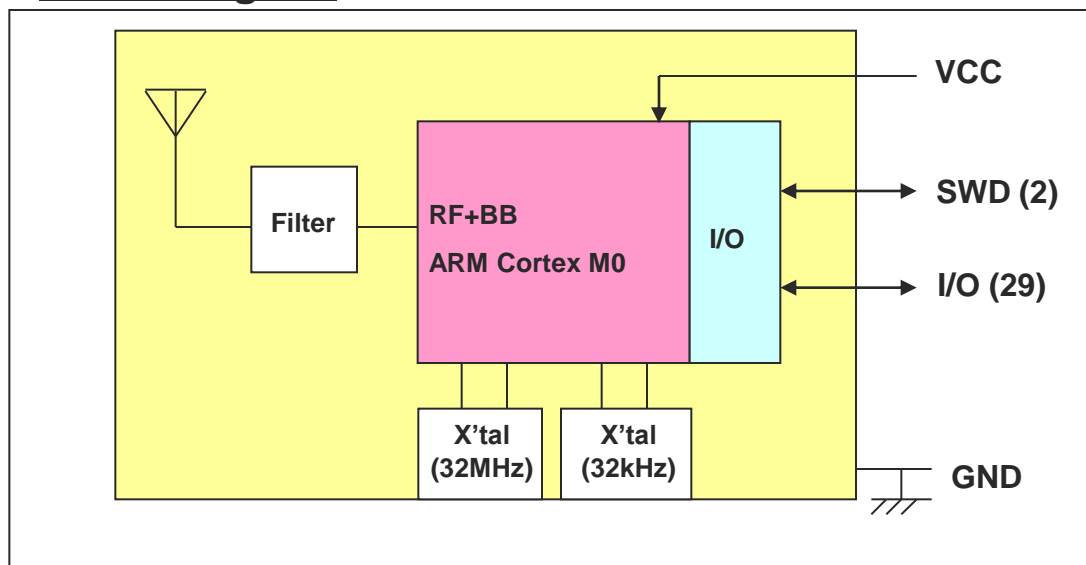 VCC
SWD (2)
Filter
RF+BB
ARM Cortex M0
I/O
I/O (29)
X'tal
(32MHz)
X'tal
(32kHz)
GND